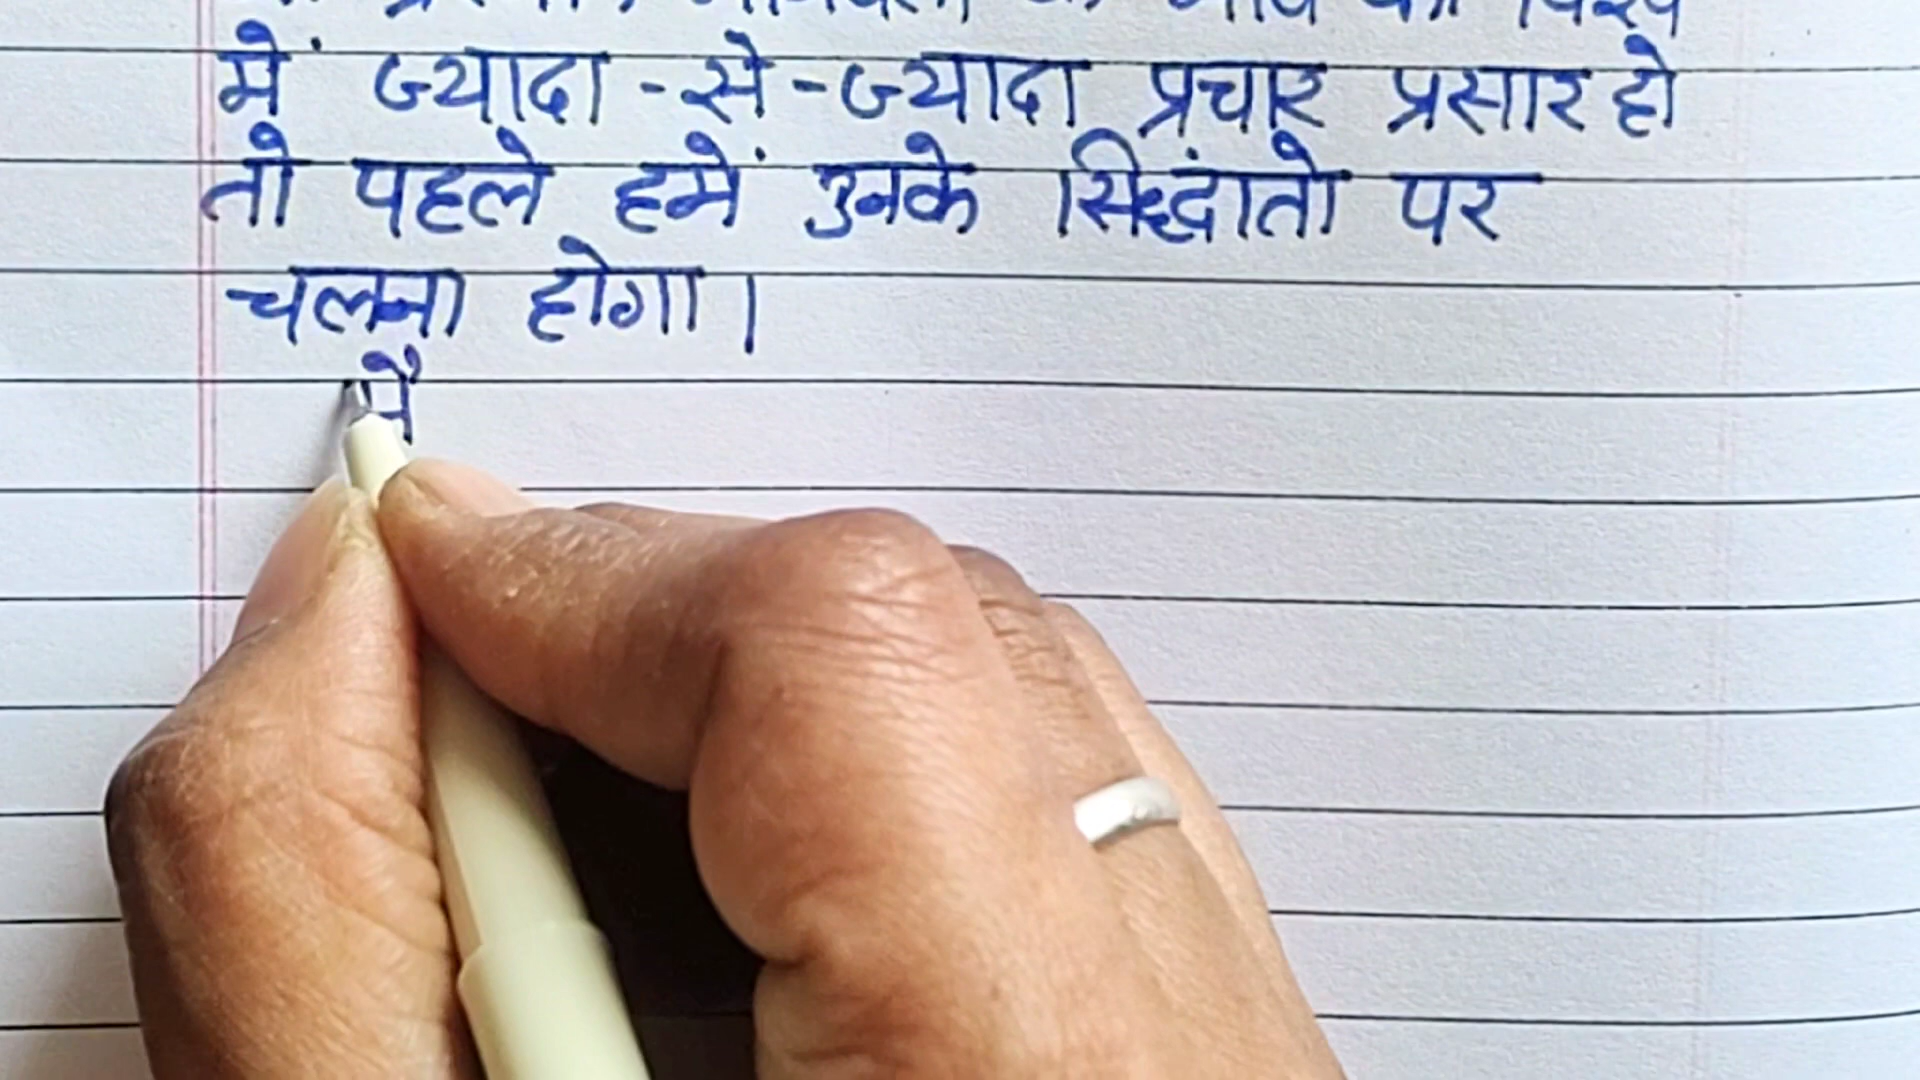 में ज्यादा-से-ज्यादा प्रचार प्रसार हो
तो पहले हमें उनके सिद्धांतो पर
चलना होगा।